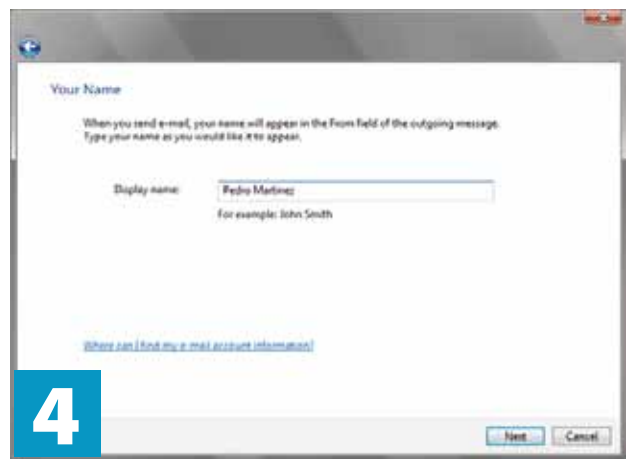 Your Name
When you send e-mail, your name will appear in the From field of the outgoing message.
Type your name as you would like it to appear.
Display name:
Pedro Martinez
For example: John Smith
Where can I find my e-mail account information?
4
Next
Cancel